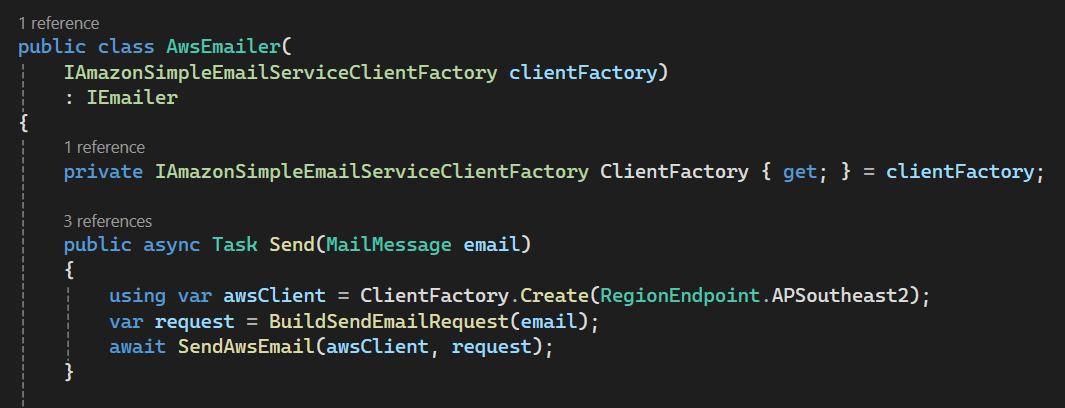 1 reference
public class AwsEmailer(
    IAmazonSimpleEmailServiceClientFactory clientFactory)
    : IEmailer
{
    1 reference
    private IAmazonSimpleEmailServiceClientFactory ClientFactory { get; } = clientFactory;
    3 references
    public async Task Send(MailMessage email)
    {
        using var awsClient = ClientFactory.Create(RegionEndpoint.APSoutheast2);
        var request = BuildSendEmailRequest(email);
        await SendAwsEmail(awsClient, request);
    }